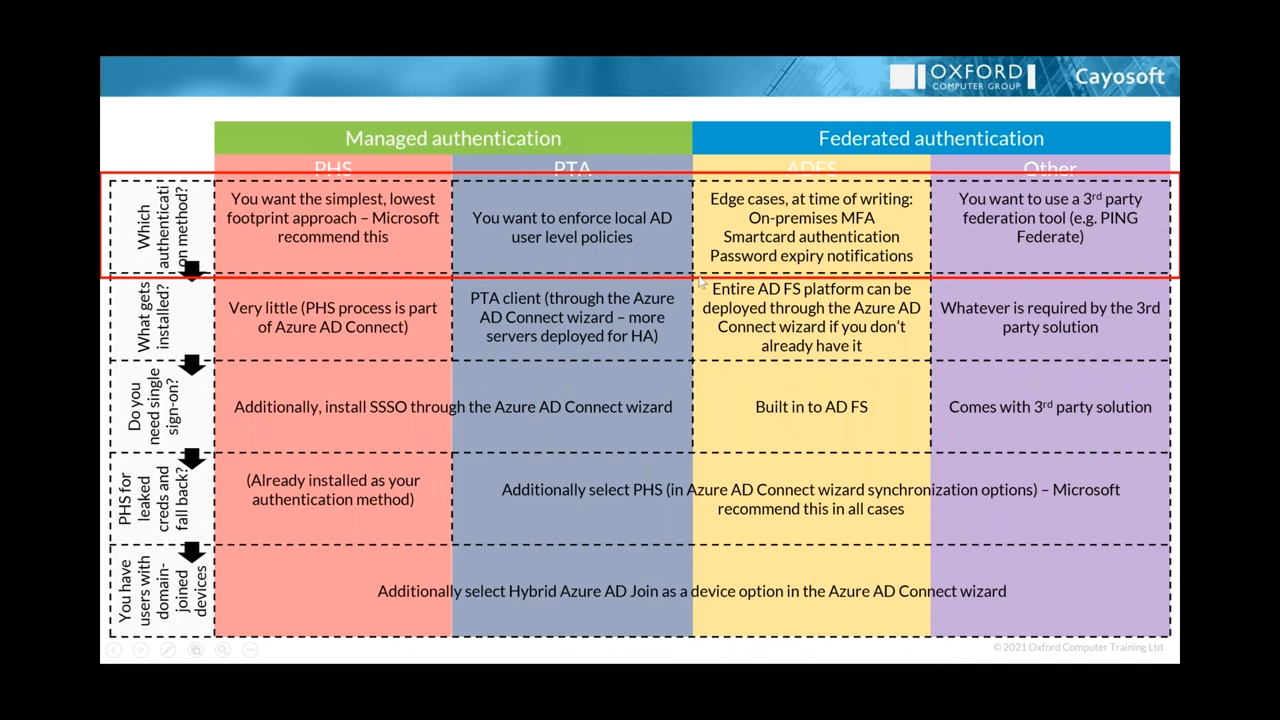 OXFORD
COMPUTER GROUP
Cayosoft
Managed authentication
Federated authentication
PHS
PTA
ADFS
Other
Which
authenticati
on method?
You want the simplest, lowest
footprint approach – Microsoft
recommend this
You want to enforce local AD
user level policies
Edge cases, at time of writing:
On-premises MFA
Smartcard authentication
Password expiry notifications
You want to use a 3rd party
federation tool (e.g. PING
Federate)
What gets
installed?
Very little (PHS process is part
of Azure AD Connect)
PTA client (through the Azure
AD Connect wizard – more
servers deployed for HA)
Entire AD FS platform can be
deployed through the Azure AD
Connect wizard if you don’t
already have it
Whatever is required by the 3rd
party solution
Do you
need single
sign-on?
Additionally, install SSSO through the Azure AD Connect wizard
Built in to AD FS
Comes with 3rd party solution
PHS for
leaked
creds and
fall back?
(Already installed as your
authentication method)
Additionally select PHS (in Azure AD Connect wizard synchronization options) – Microsoft
recommend this in all cases
You have
users with
domain-
joined
devices
Additionally select Hybrid Azure AD Join as a device option in the Azure AD Connect wizard
© 2021 Oxford Computer Training Ltd